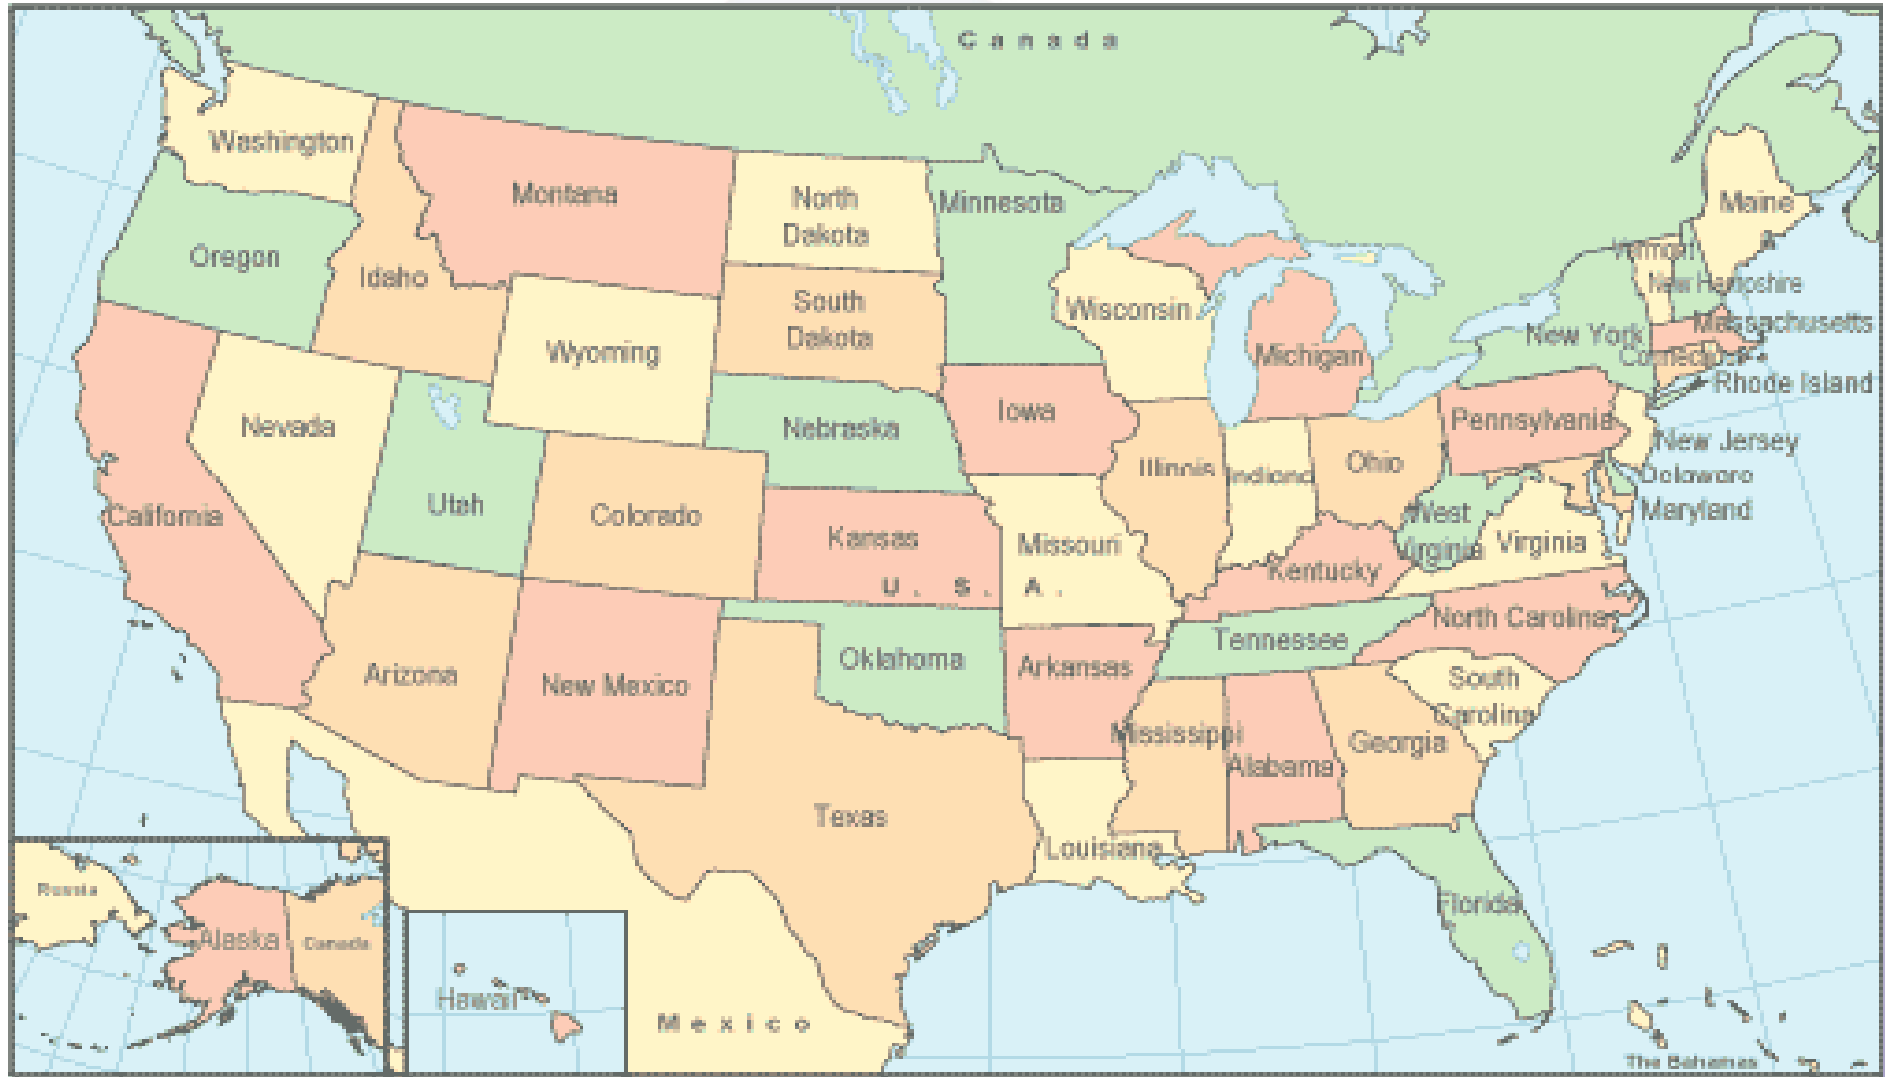 Canada
Washington
Montana
North
Dakota
Minnesota
Maine
Oregon
Idaho
Vermont
New Hampshire
South
Dakota
Wisconsin
Wyoming
Michigan
New York
Massachusetts
Connecticut
Rhode Island
Nevada
Nebraska
Iowa
Pennsylvania
New Jersey
Illinois
Indiana
Ohio
Delaware
Utah
Colorado
California
Kansas
Missouri
West
Virginia
Virginia
Maryland
Kentucky
U. S. A.
North Carolina
Tennessee
Arizona
New Mexico
Oklahoma
Arkansas
South
Carolina
Mississippi
Alabama
Georgia
Texas
Louisiana
Florida
Russia
Alaska
Canada
Hawaii
Mexico
The Bahamas